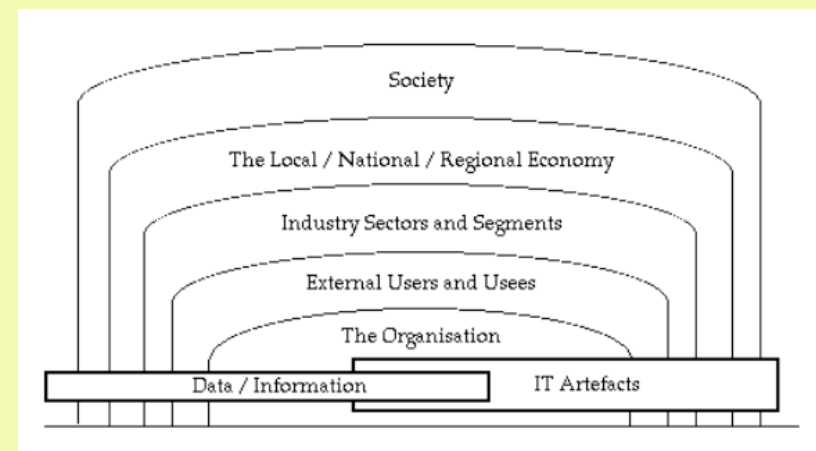 Society
The Local / National / Regional Economy
Industry Sectors and Segments
External Users and Usees
The Organisation
Data / Information
IT Artefacts